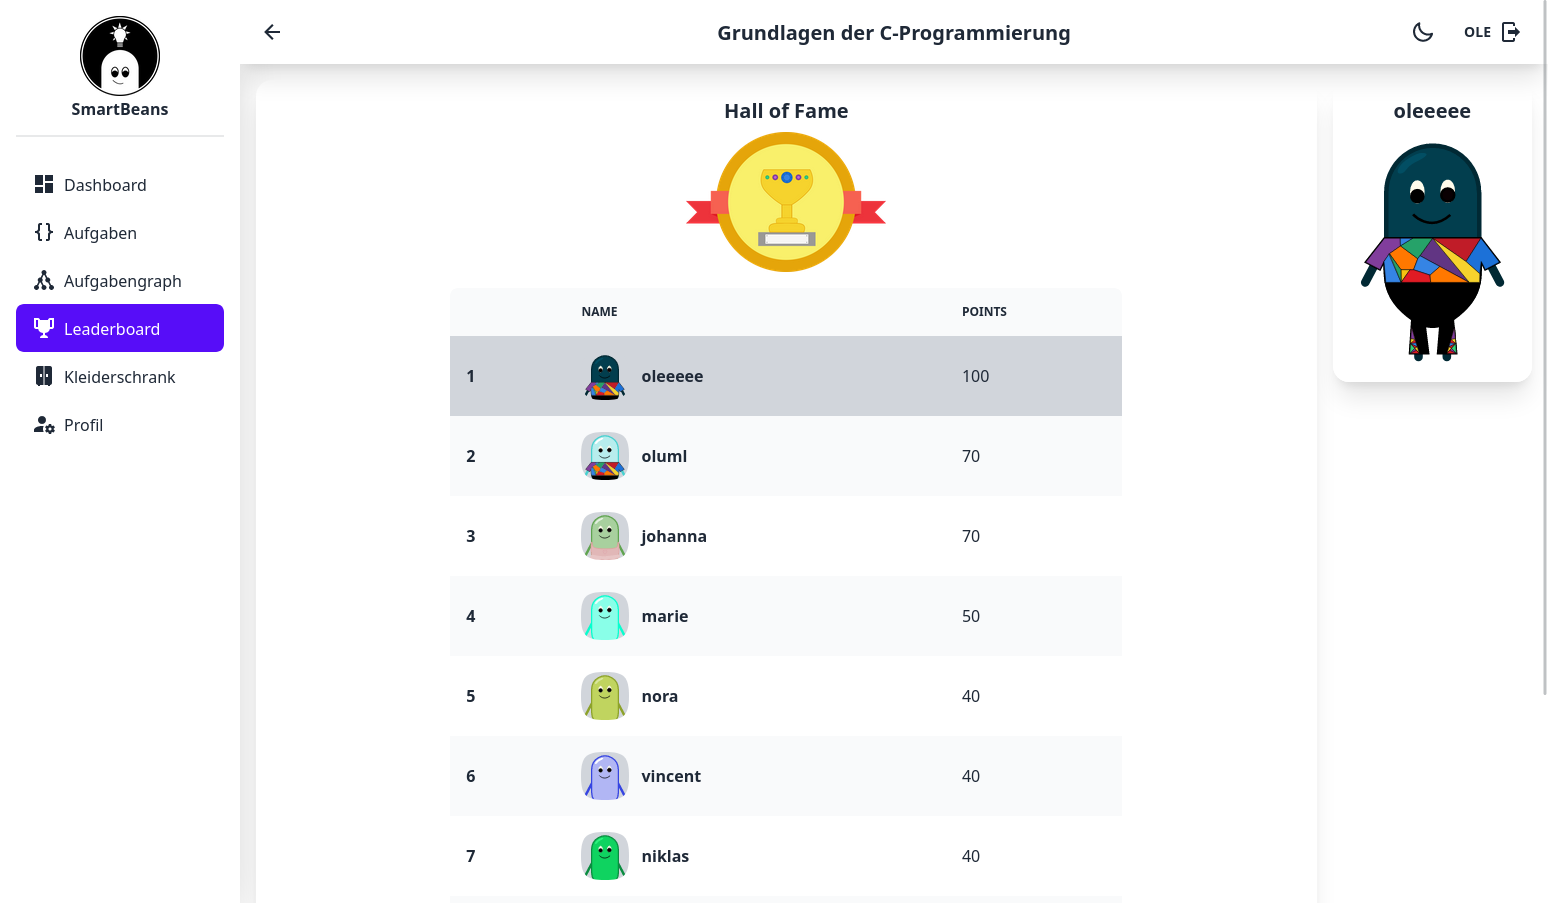 SmartBeans
Dashboard
Aufgaben
Aufgabengraph
Leaderboard
Kleiderschrank
Profil
Grundlagen der C-Programmierung
OLE
Hall of Fame
NAME POINTS
1 oleeeee 100
2 oluml 70
3 johanna 70
4 marie 50
5 nora 40
6 vincent 40
7 niklas 40
oleeeee